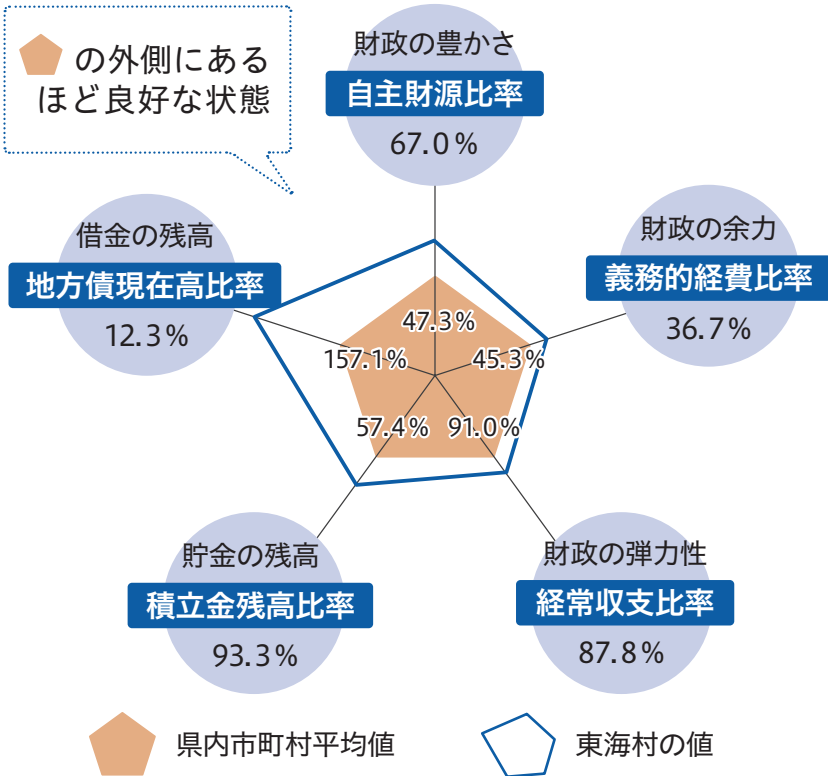 の外側にある
ほど良好な状態
財政の豊かさ
自主財源比率
67.0%
借金の残高
地方債現在高比率
12.3%
財政の余力
義務的経費比率
36.7%
47.3%
157.1%
45.3%
57.4%
91.0%
貯金の残高
積立金残高比率
93.3%
財政の弾力性
経常収支比率
87.8%
県内市町村平均値
東海村の値